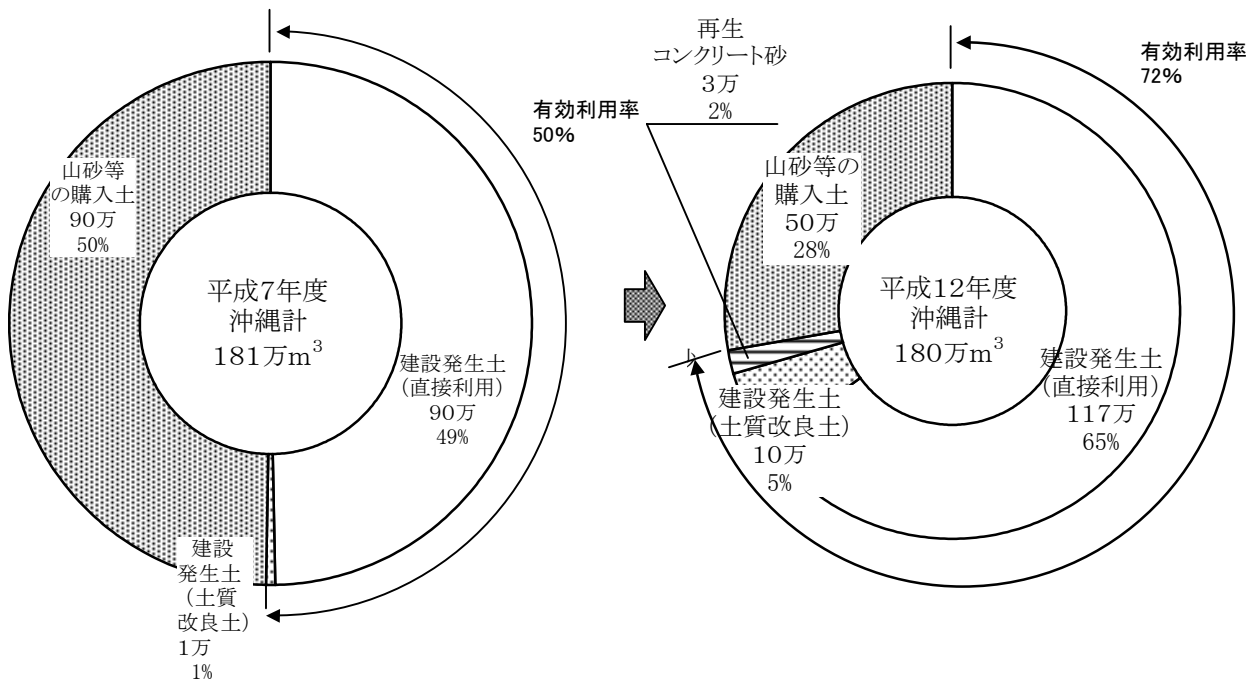 有効利用率
50%
山砂等
の購入土
90万
50%
平成7年度
沖縄計
181万m³
建設発生土
(直接利用)
90万
49%
建設
発生土
(土質
改良土)
1万
1%
再生
コンクリート砂
3万
2%
有効利用率
72%
山砂等の
購入土
50万
28%
平成12年度
沖縄計
180万m³
建設発生土
(直接利用)
117万
65%
建設発生土
(土質改良土)
10万
5%